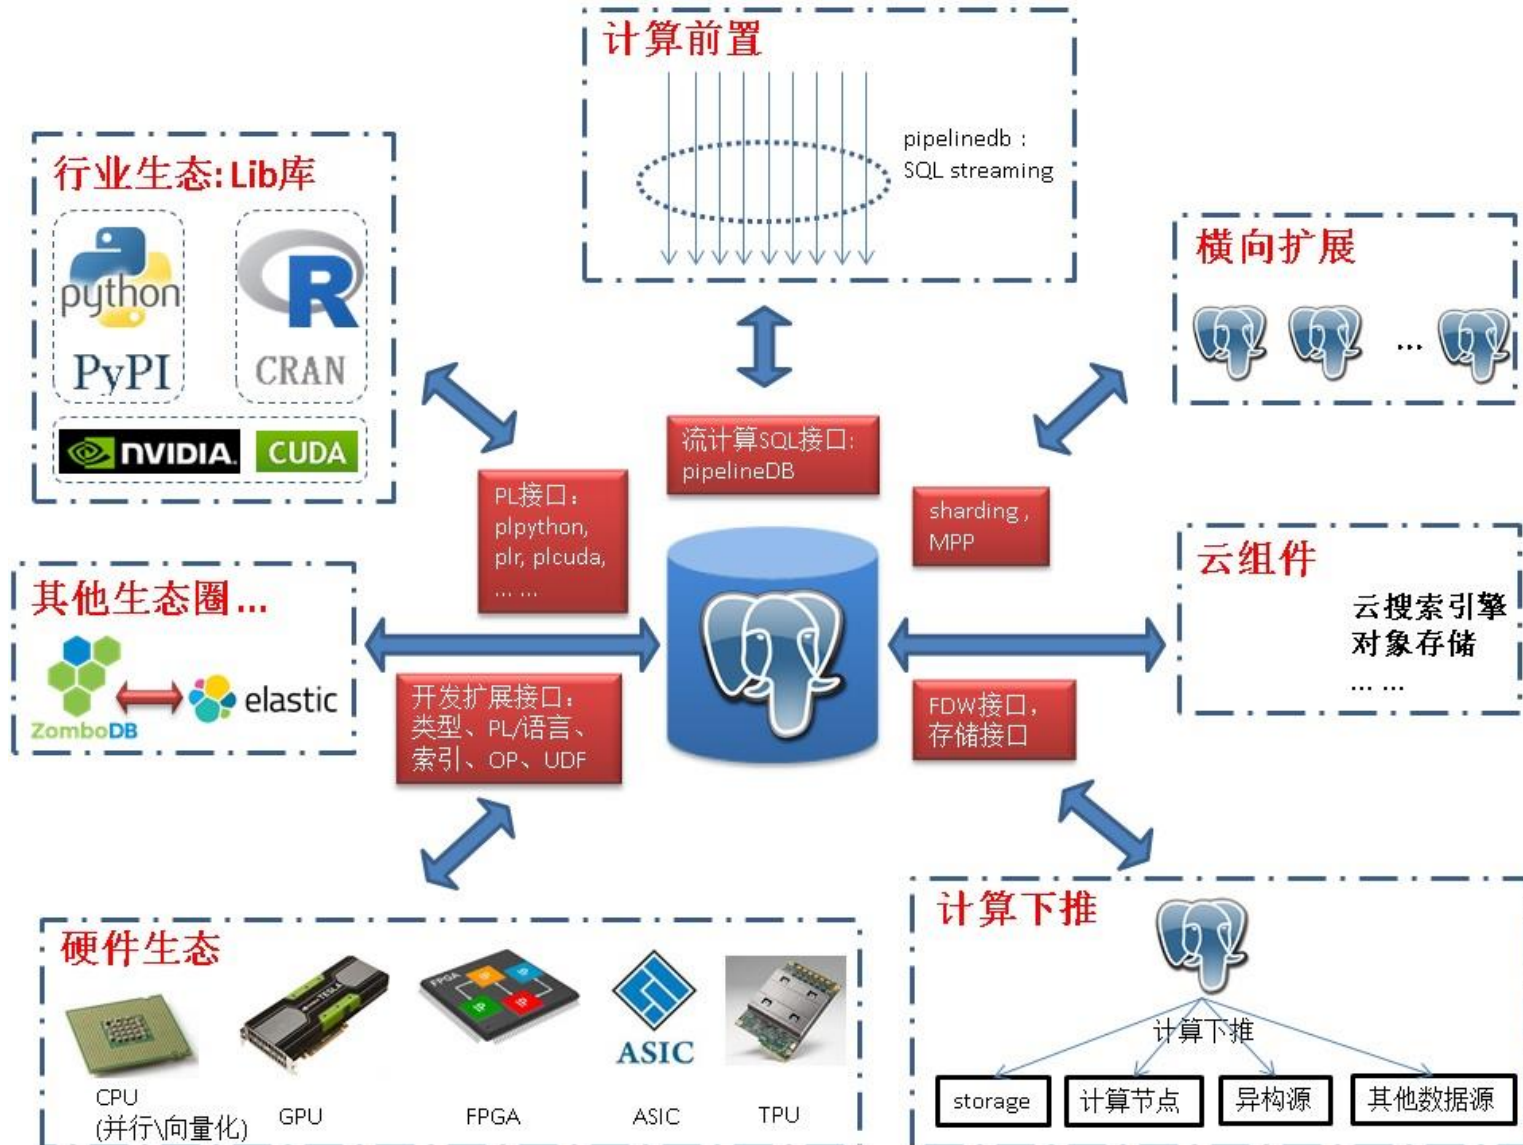 计算前置
pipelinedb：
SQL streaming
行业生态: Lib库
python
PyPI
R
CRAN
NVIDIA.
CUDA
横向扩展
...
流计算SQL接口:
pipelineDB
PL接口：
plpython,
plr, plcuda,
... ...
sharding ,
MPP
云组件
云搜索引擎
对象存储
... ...
其他生态圈 ...
ZomboDB
elastic
开发扩展接口：
类型、PL/语言、
索引、OP、UDF
FDW接口，
存储接口
硬件生态
TESLA
FPGA
IP
IP
IP
IP
ASIC
CPU
(并行\向量化)
GPU
FPGA
ASIC
TPU
计算下推
计算下推
storage
计算节点
异构源
其他数据源